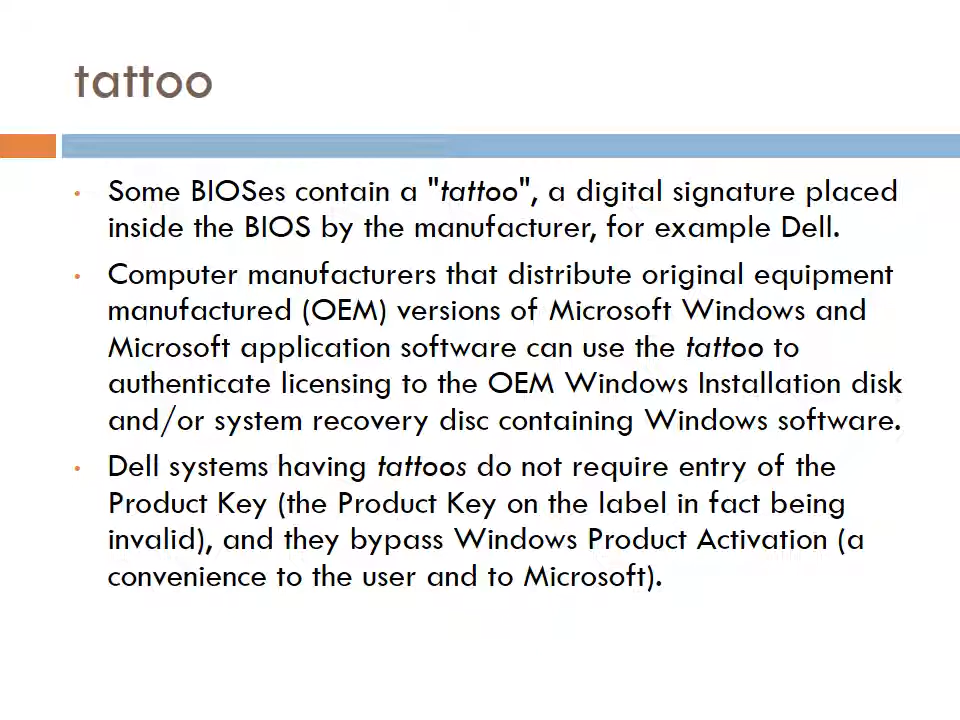 tattoo
Some BIOSes contain a "tattoo", a digital signature placed
inside the BIOS by the manufacturer, for example Dell.
Computer manufacturers that distribute original equipment
manufactured (OEM) versions of Microsoft Windows and
Microsoft application software can use the tattoo to
authenticate licensing to the OEM Windows Installation disk
and/or system recovery disc containing Windows software.
Dell systems having tattoos do not require entry of the
Product Key (the Product Key on the label in fact being
invalid), and they bypass Windows Product Activation (a
convenience to the user and to Microsoft).